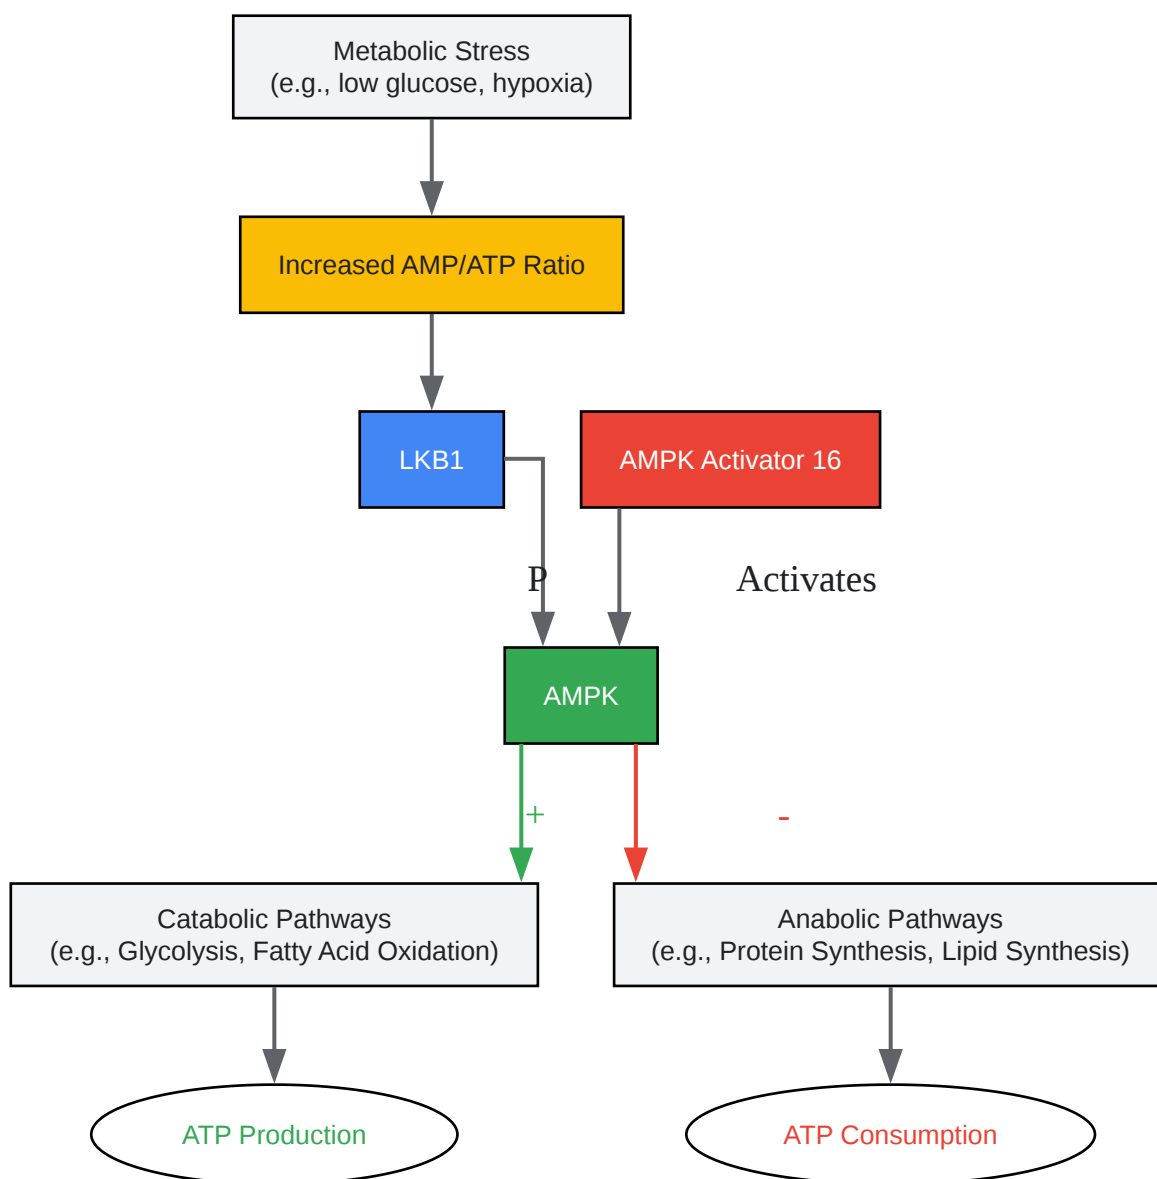 Metabolic Stress
(e.g., low glucose, hypoxia)
Increased AMP/ATP Ratio
LKB1
AMPK Activator 16
P
Activates
AMPK
+
-
Catabolic Pathways
(e.g., Glycolysis, Fatty Acid Oxidation)
Anabolic Pathways
(e.g., Protein Synthesis, Lipid Synthesis)
ATP Production
ATP Consumption